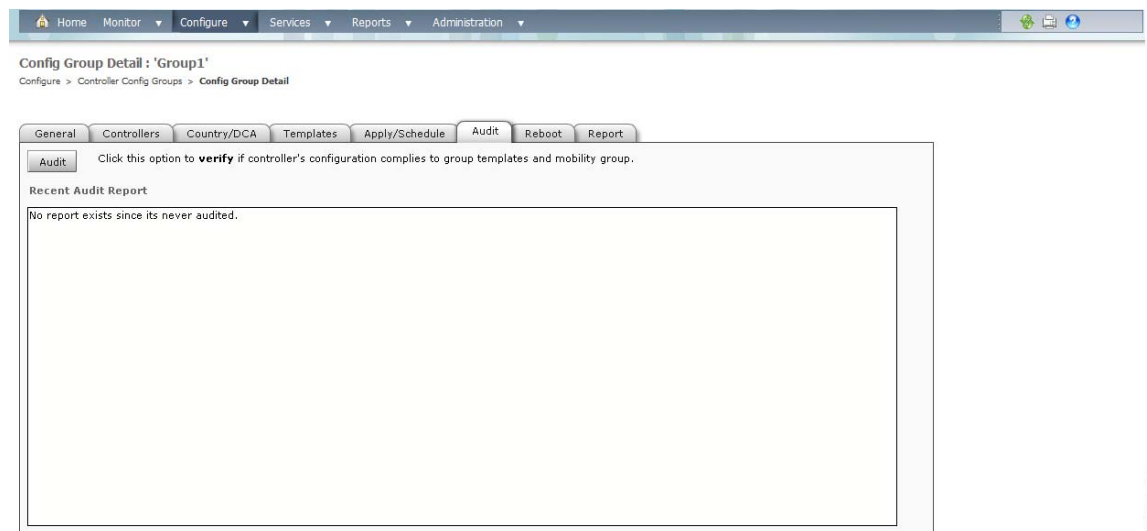 Home Monitor Configure Services Reports Administration
Config Group Detail : 'Group1'
Configure > Controller Config Groups > Config Group Detail
General Controllers Country/DCA Templates Apply/Schedule Audit Reboot Report
Audit Click this option to verify if controller's configuration complies to group templates and mobility group.
Recent Audit Report
No report exists since its never audited.